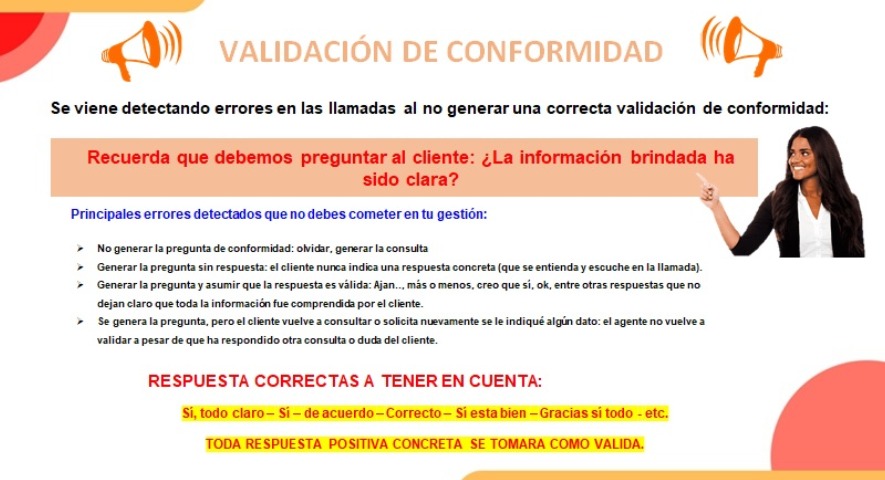 VALIDACIÓN DE CONFORMIDAD
Se viene detectando errores en las llamadas al no generar una correcta validación de conformidad:
Recuerda que debemos preguntar al cliente: ¿La información brindada ha
sido clara?
Principales errores detectados que no debes cometer en tu gestión:
➤ No generar la pregunta de conformidad: olvidar, generar la consulta
➤ Generar la pregunta sin respuesta: el cliente nunca indica una respuesta concreta (que se entienda y escuche en la llamada).
➤ Generar la pregunta y asumir que la respuesta es válida: Ajan.., más o menos, creo que sí, ok, entre otras respuestas que no
dejan claro que toda la información fue comprendida por el cliente.
➤ Se genera la pregunta, pero el cliente vuelve a consultar o solicita nuevamente se le indiqué algún dato: el agente no vuelve a
validar a pesar de que ha respondido otra consulta o duda del cliente.
RESPUESTA CORRECTAS A TENER EN CUENTA:
Sí, todo claro – Sí – de acuerdo – Correcto – Sí esta bien – Gracias sí todo - etc.
TODA RESPUESTA POSITIVA CONCRETA SE TOMARA COMO VALIDA.